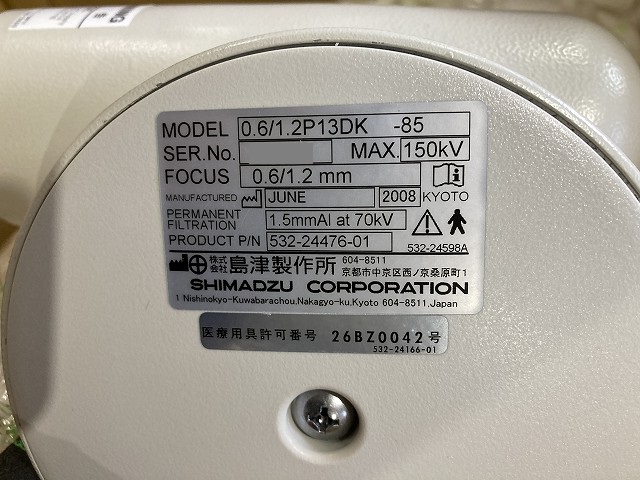 MODEL 0.6/1.2P13DK -85
SER.No. MAX. 150kV
FOCUS 0.6/1.2 mm
MANUFACTURED JUNE 2008 KYOTO
PERMANENT FILTRATION 1.5mmAl at 70kV
PRODUCT P/N 532-24476-01
532-24598A
株式会社 島津製作所 604-8511 京都市中京区西ノ京桑原町1
SHIMADZU CORPORATION
1 Nishinokyo-Kuwabarachou,Nakagyo-ku,Kyoto 604-8511,Japan
医療用具許可番号 26BZ0042号
532-24166-01